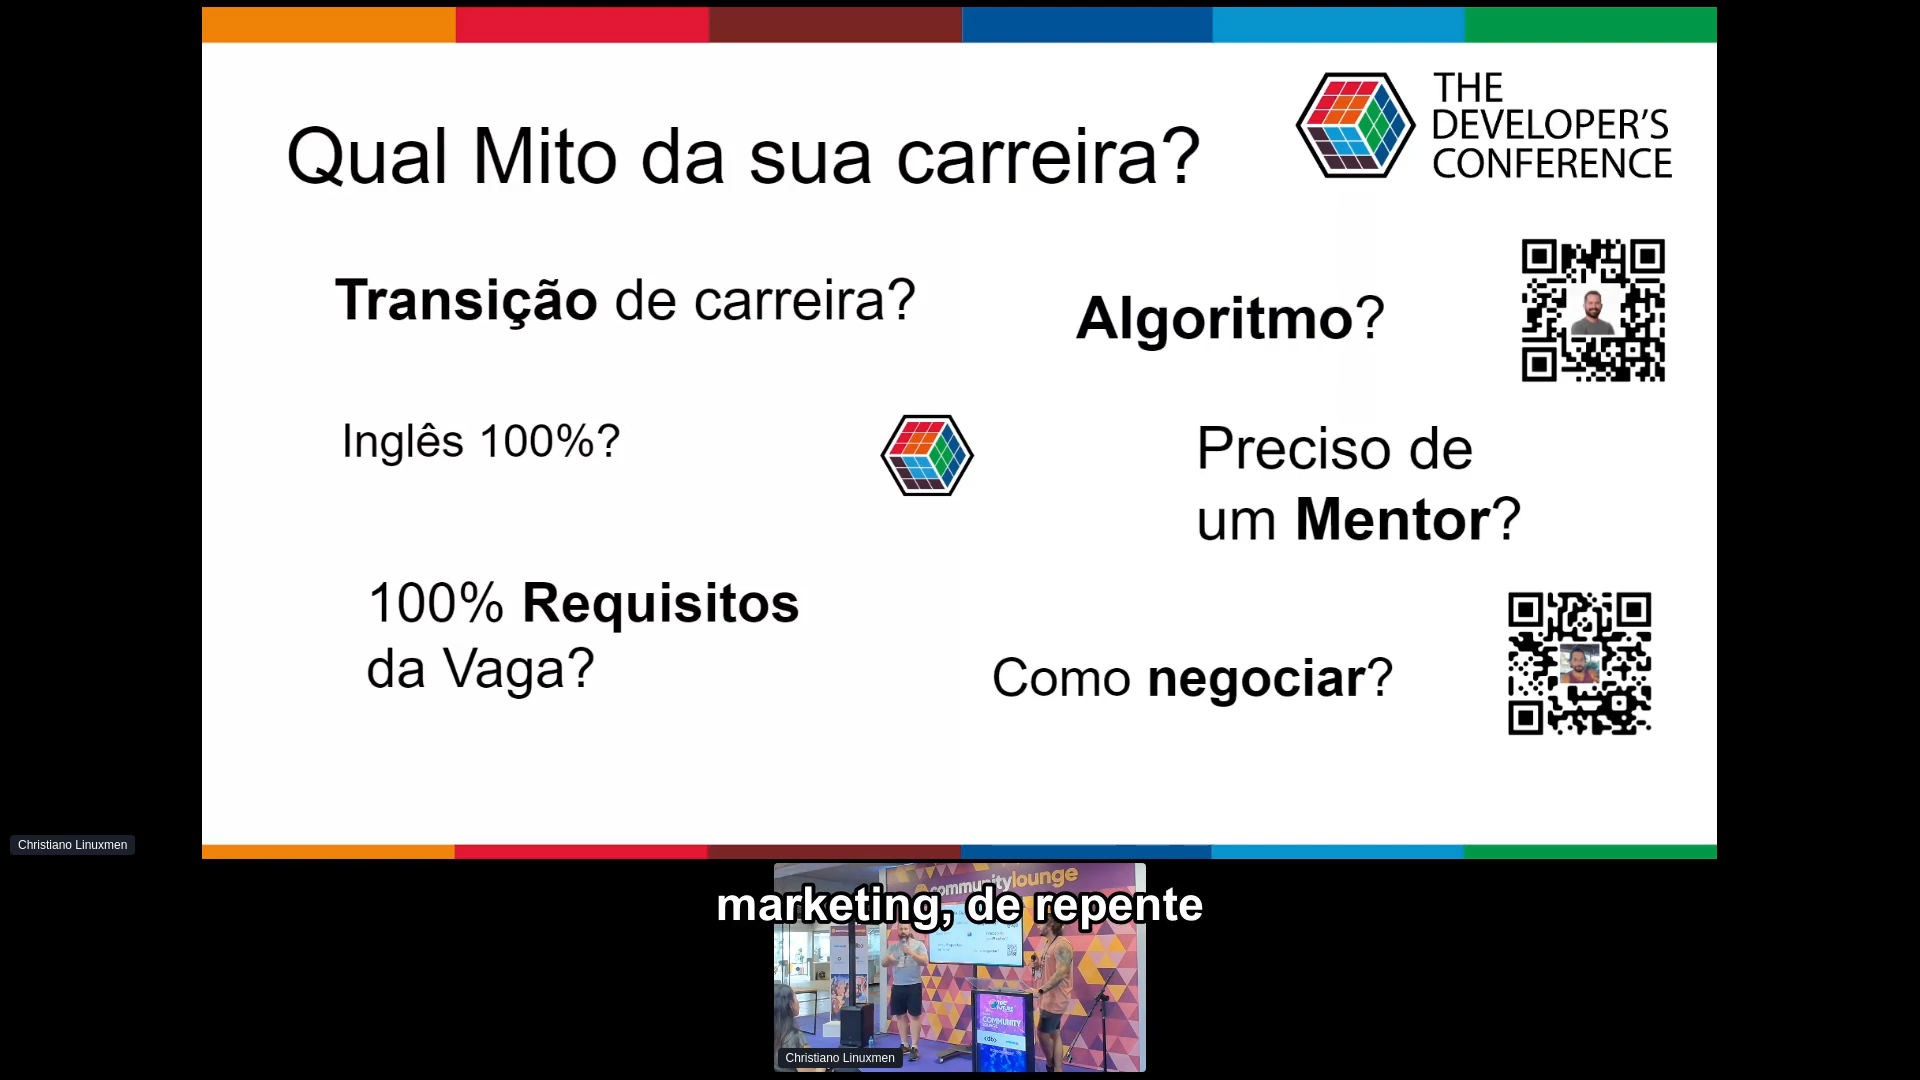 THE
DEVELOPER'S
CONFERENCE
Qual Mito da sua carreira?
Transição de carreira?
Algoritmo?
Inglês 100%?
Preciso de
um Mentor?
100% Requisitos
da Vaga?
Como negociar?
Christiano Linuxmen
communitylounge
marketing, de repente
COMMUNITY
Christiano Linuxmen